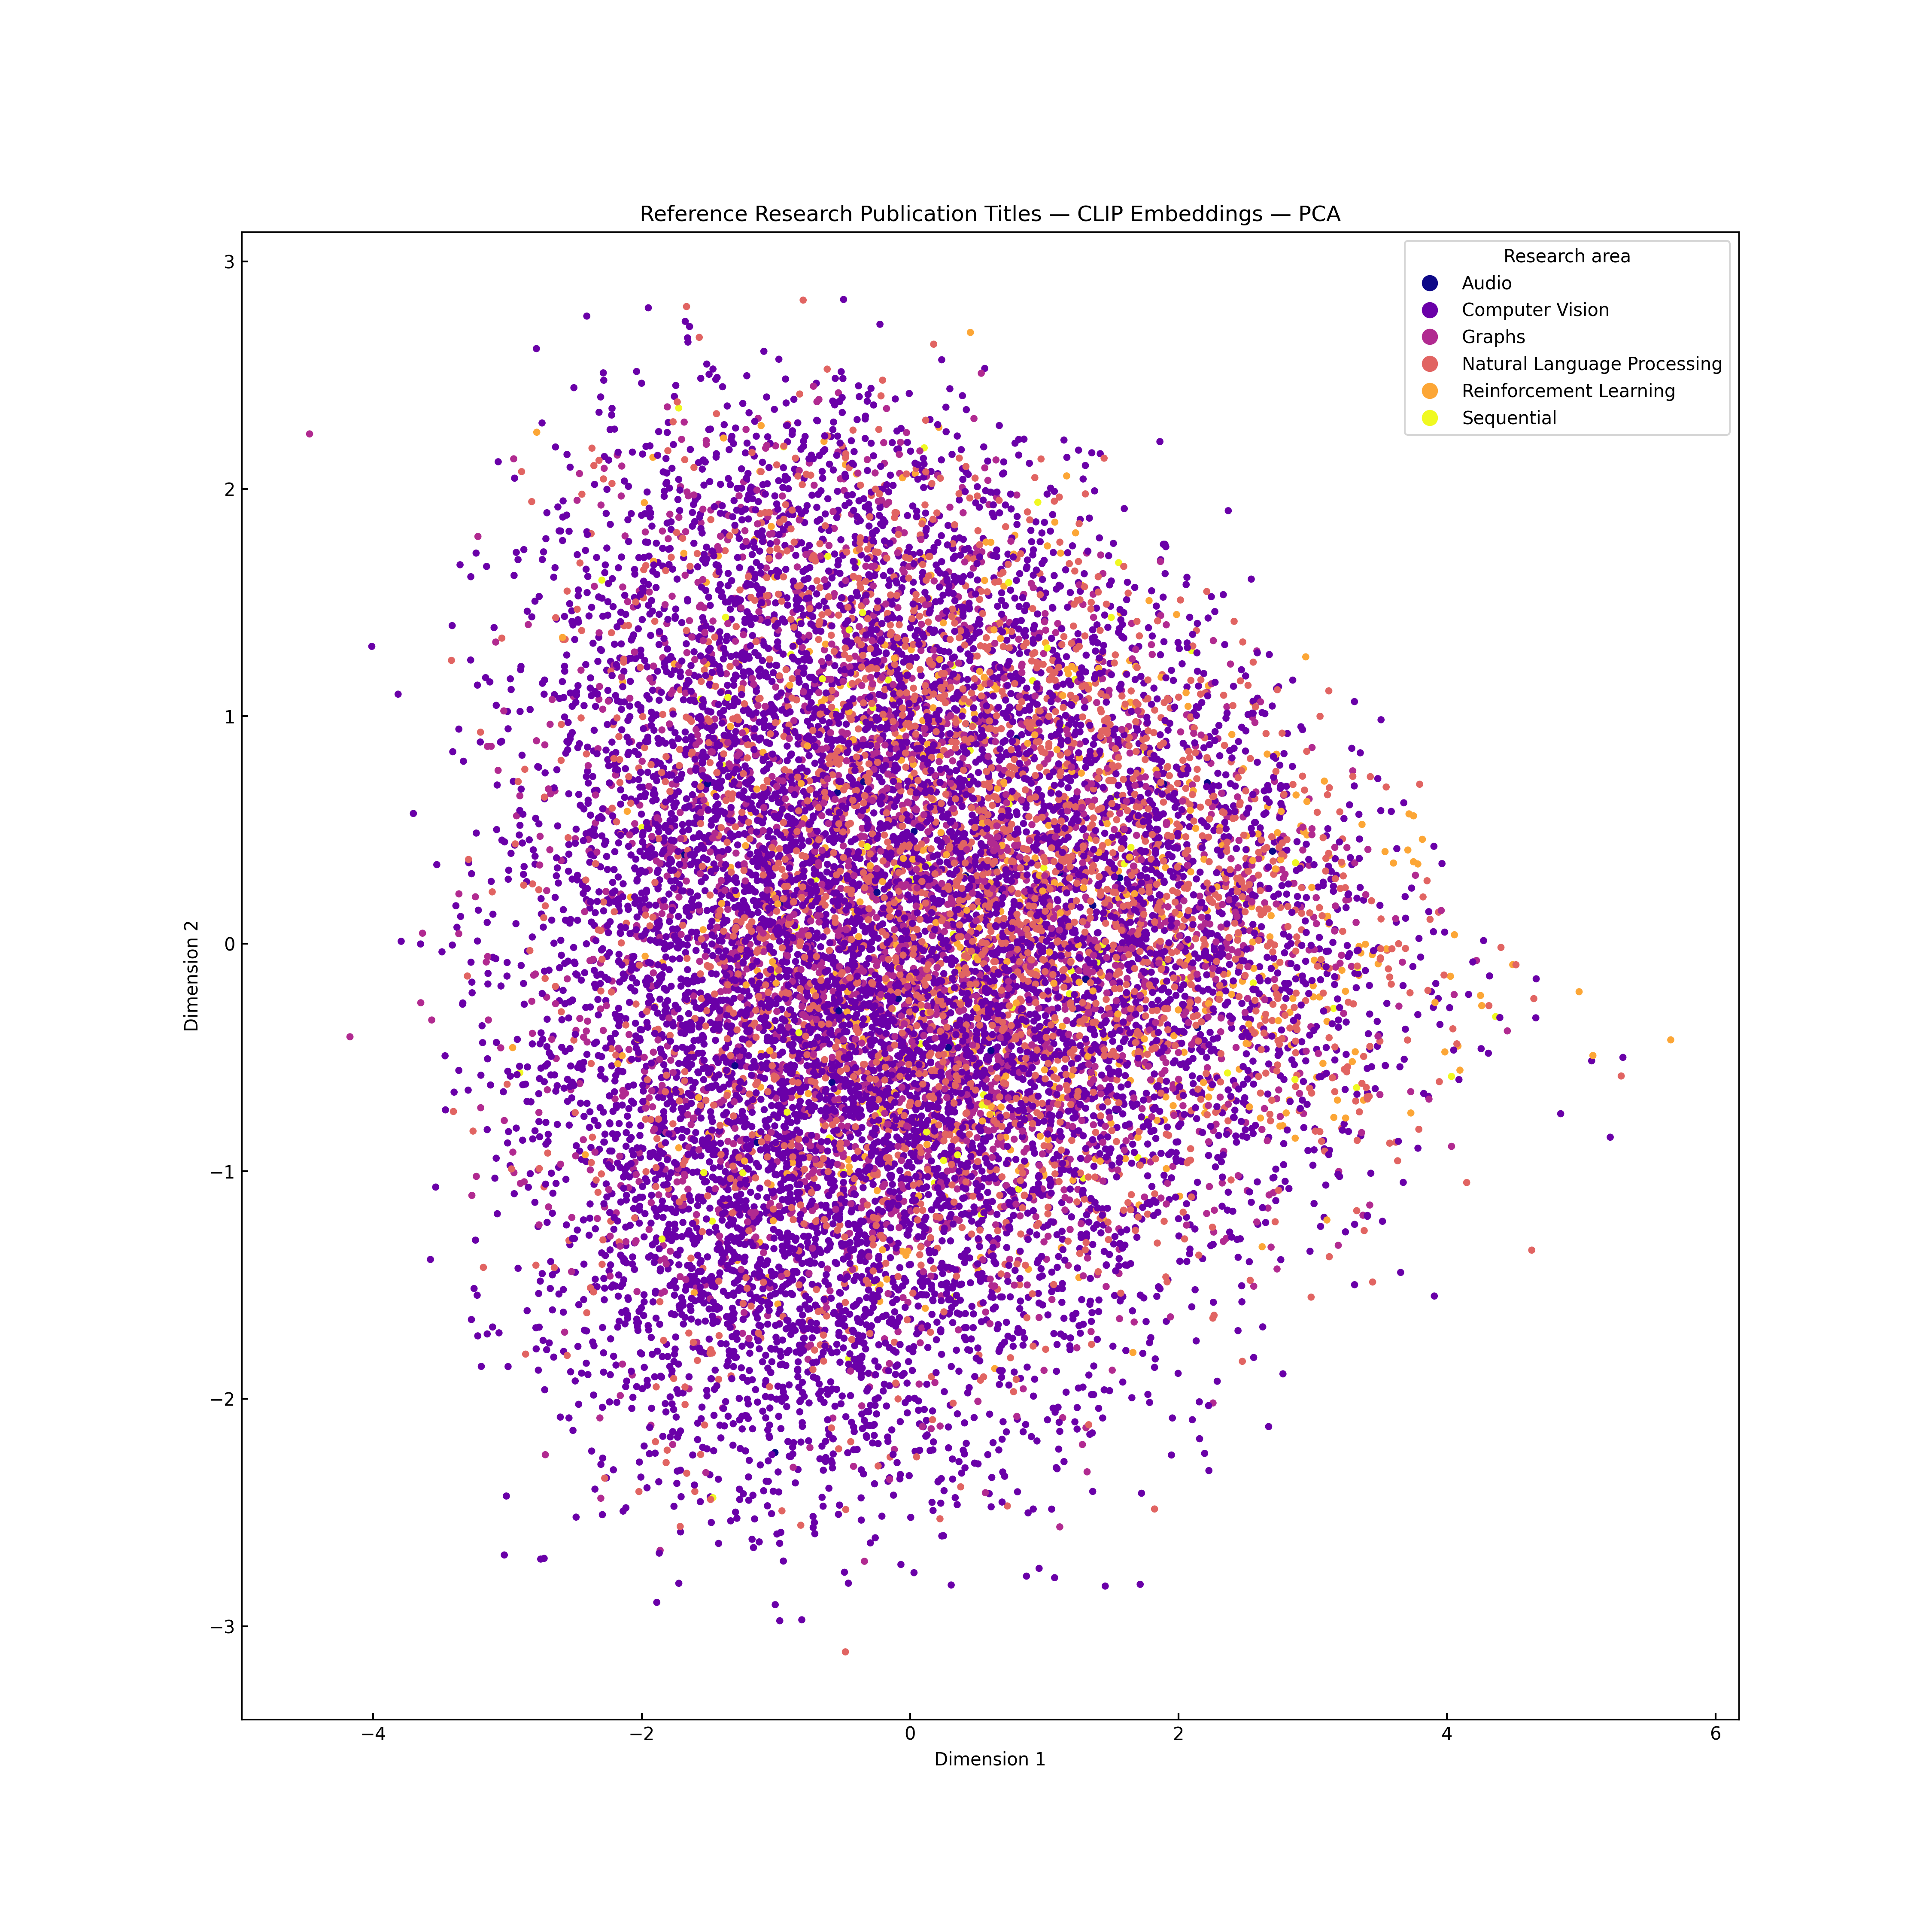 Reference Research Publication Titles — CLIP Embeddings — PCA
Research area
Audio
Computer Vision
Graphs
Natural Language Processing
Reinforcement Learning
Sequential
3
2
1
0
−1
−2
−3
Dimension 2
−4
−2
0
2
4
6
Dimension 1